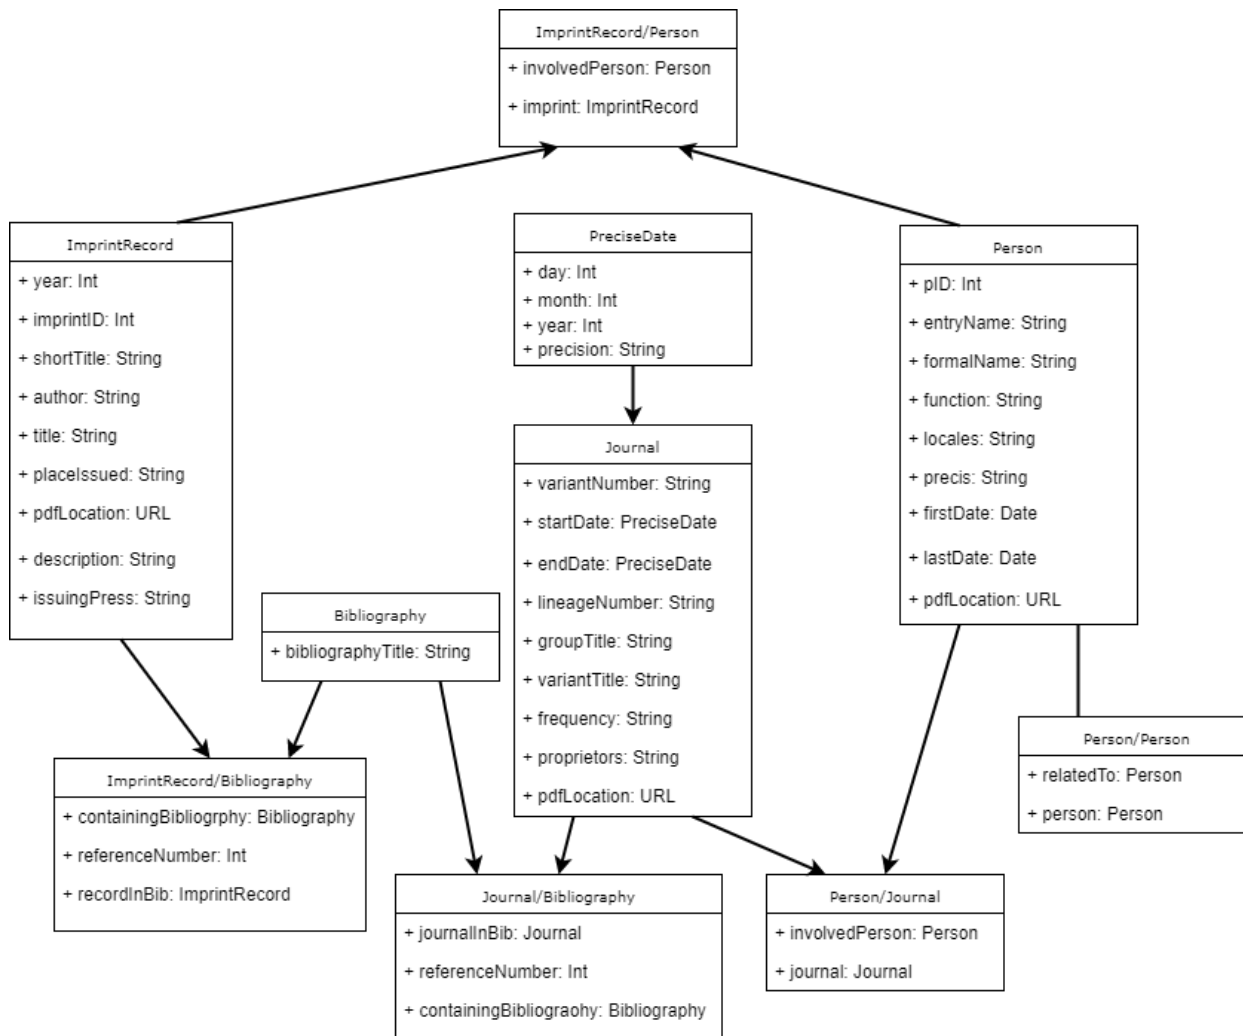 ImprintRecord/Person
+ involvedPerson: Person
+ imprint: ImprintRecord
ImprintRecord
+ year: Int
+ imprintID: Int
+ shortTitle: String
+ author: String
+ title: String
+ placeIssued: String
+ pdfLocation: URL
+ description: String
+ issuingPress: String
PreciseDate
+ day: Int
+ month: Int
+ year: Int
+ precision: String
Person
+ pID: Int
+ entryName: String
+ formalName: String
+ function: String
+ locales: String
+ precis: String
+ firstDate: Date
+ lastDate: Date
+ pdfLocation: URL
Journal
+ variantNumber: String
+ startDate: PreciseDate
+ endDate: PreciseDate
+ lineageNumber: String
+ groupTitle: String
+ variantTitle: String
+ frequency: String
+ proprietors: String
+ pdfLocation: URL
Bibliography
+ bibliographyTitle: String
Person/Person
+ relatedTo: Person
+ person: Person
ImprintRecord/Bibliography
+ containingBibliogrphy: Bibliography
+ referenceNumber: Int
+ recordInBib: ImprintRecord
Journal/Bibliography
+ journalInBib: Journal
+ referenceNumber: Int
+ containingBibliograohy: Bibliography
Person/Journal
+ involvedPerson: Person
+ journal: Journal